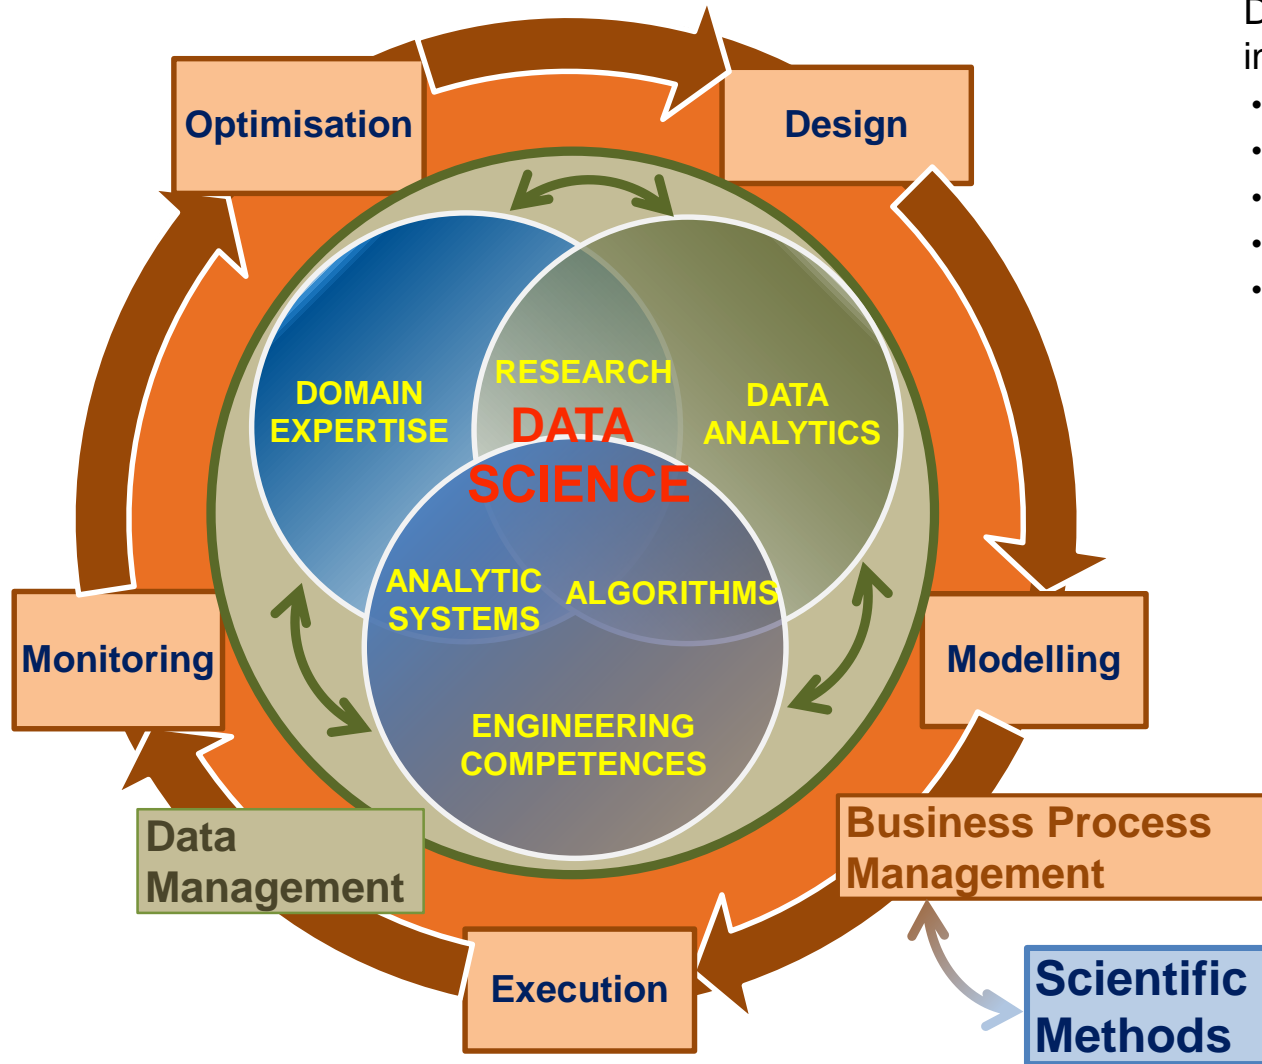 Optimisation
Design
DOMAIN
EXPERTISE
RESEARCH
DATA
ANALYTICS
DATA
SCIENCE
ANALYTIC
SYSTEMS
ALGORITHMS
Monitoring
Modelling
ENGINEERING
COMPETENCES
Data
Management
Business Process
Management
Execution
Scientific
Methods